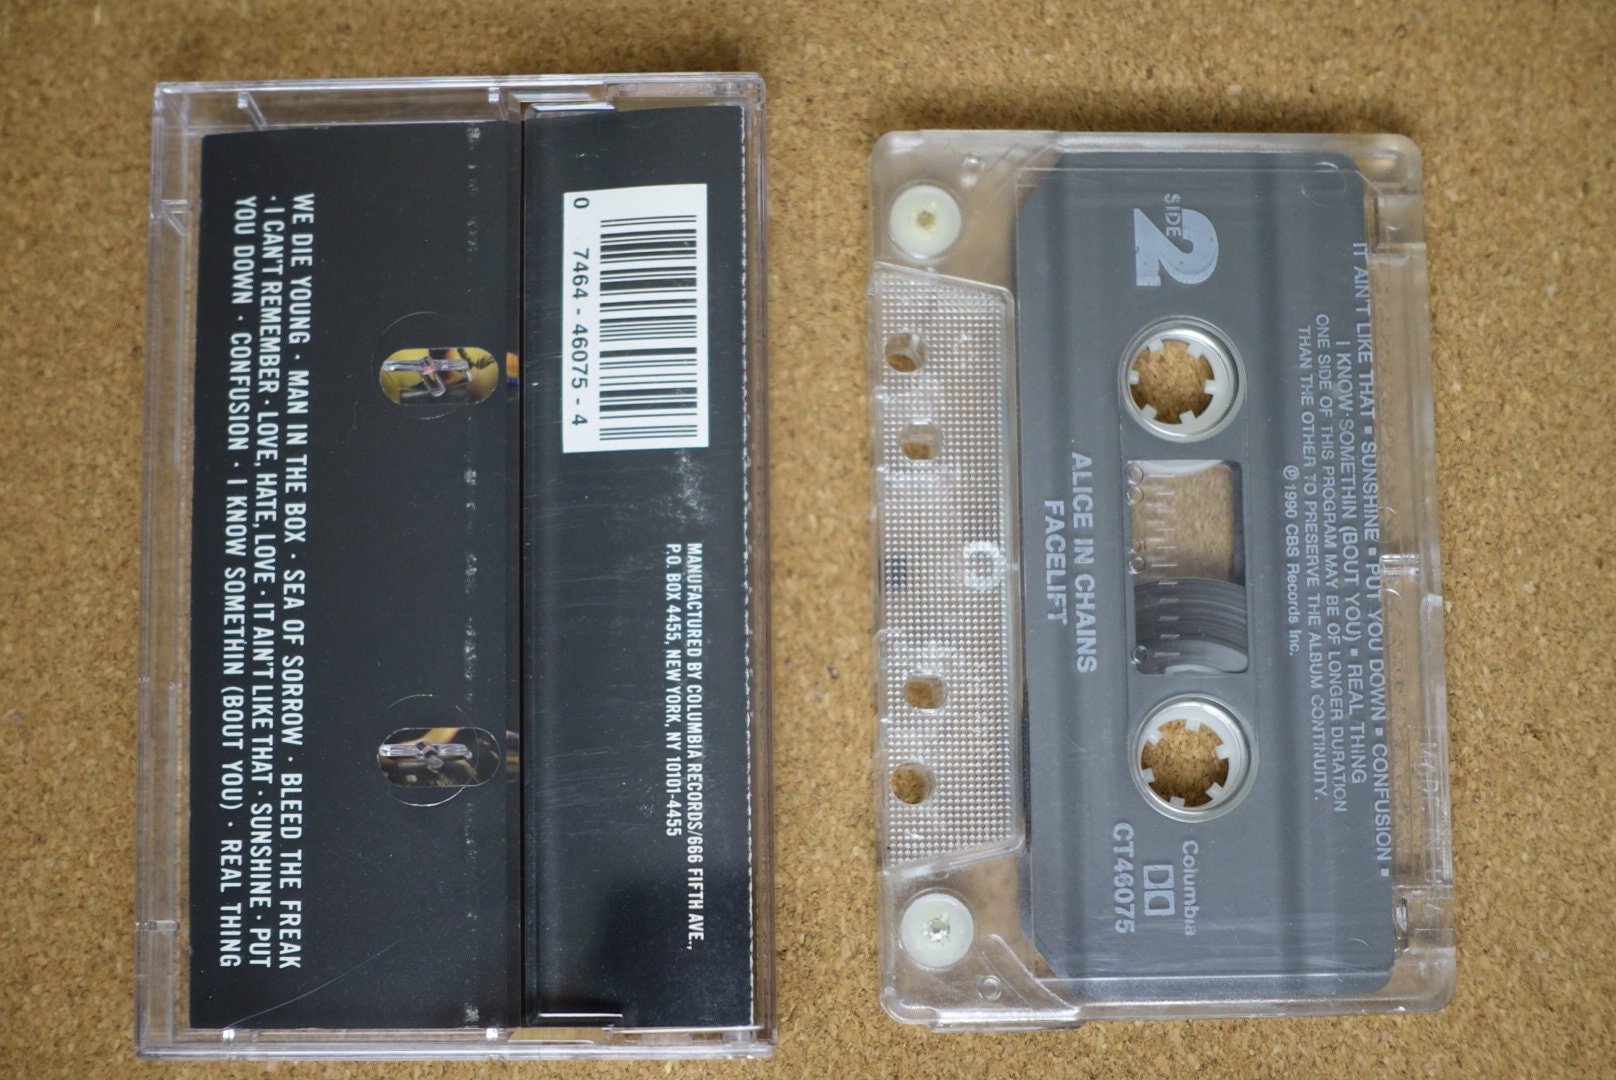 WE DIE YOUNG · MAN IN THE BOX · SEA OF SORROW · BLEED THE FREAK
· I CAN'T REMEMBER · LOVE, HATE, LOVE · IT AIN'T LIKE THAT · SUNSHINE · PUT
YOU DOWN · CONFUSION · I KNOW SOMETHIN (BOUT YOU) · REAL THING
0 7464 - 46075 - 4
MANUFACTURED BY COLUMBIA RECORDS/666 FIFTH AVE.,
P.O. BOX 4455, NEW YORK, NY 10101-4455
SIDE
2
IT AIN'T LIKE THAT ▪ SUNSHINE ▪ PUT YOU DOWN ▪ CONFUSION ▪
I KNOW SOMETHIN (BOUT YOU) ▪ REAL THING
ONE SIDE OF THIS PROGRAM MAY BE OF LONGER DURATION
THAN THE OTHER TO PRESERVE THE ALBUM CONTINUITY.
℗1990 CBS Records Inc.
100 50 0
ALICE IN CHAINS
FACELIFT
Columbia
CT46075